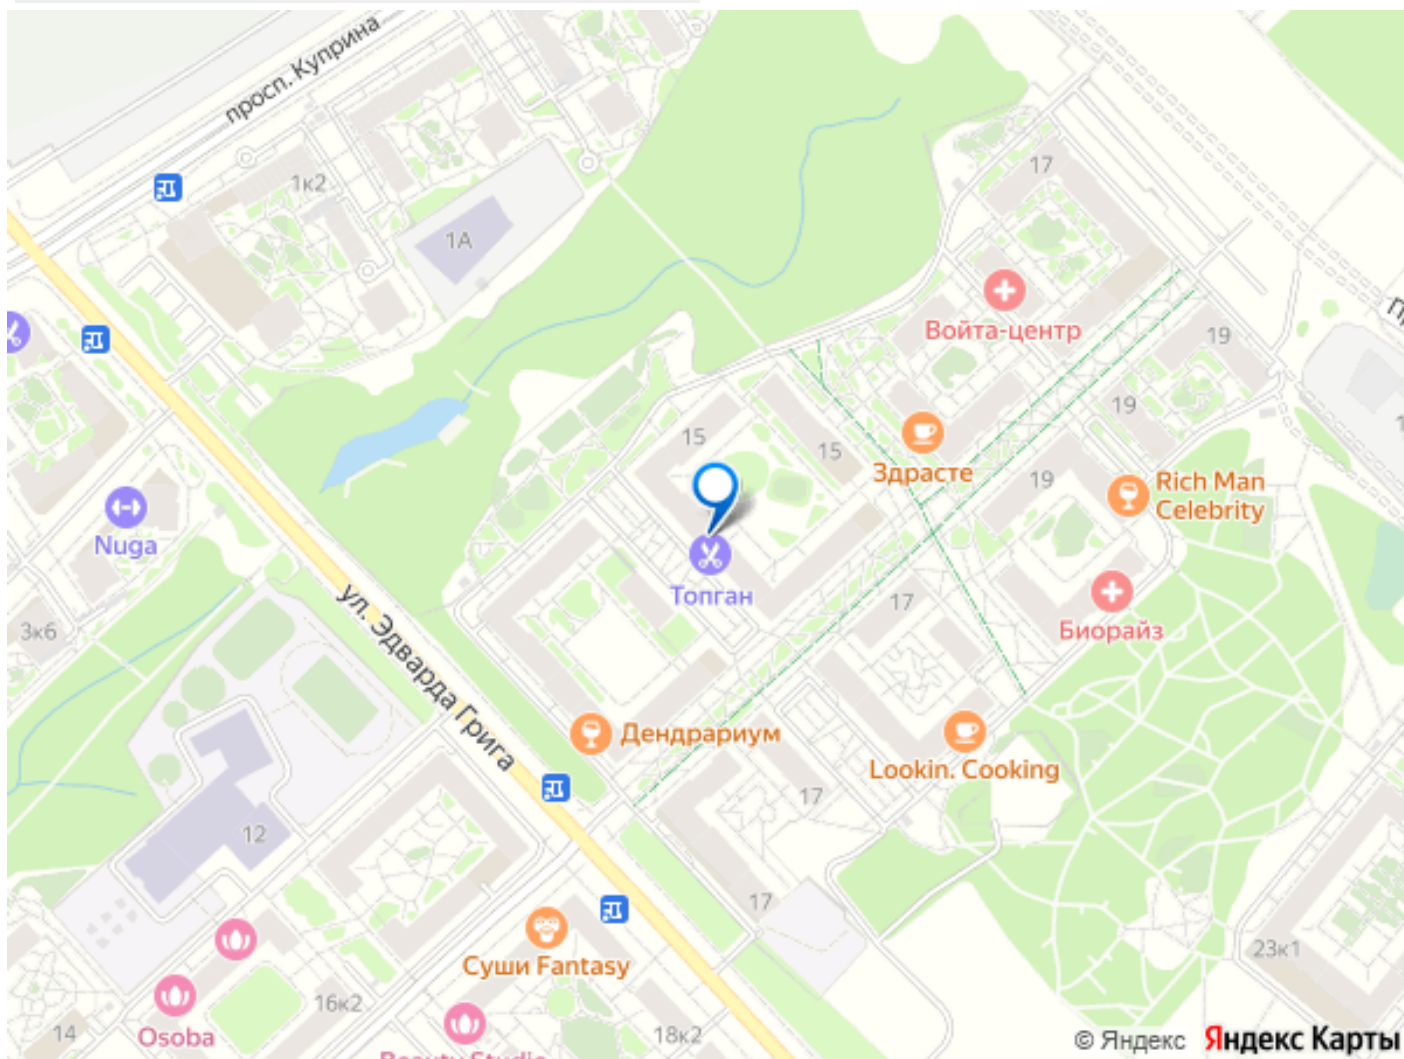 просп. Куприна
1к2
1А
17
Войта-центр
19
19
15
15
Здрасте
19
Rich Man
Celebrity
Nuga
Топган
17
Биорайз
3к6
ул. Эдварда Грига
Дендрариум
Lookin. Cooking
17
12
17
Суши Fantasy
23к1
16к2
14
Osoba
18к2
© Яндекс Яндекс Карты